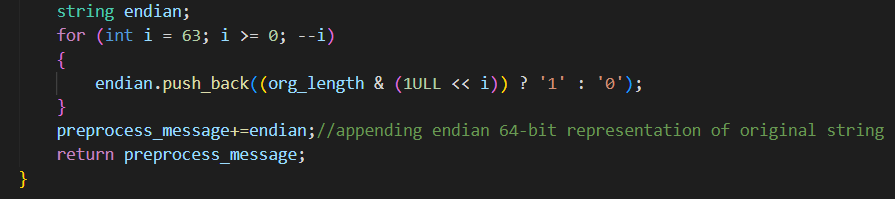 string endian;
for (int i = 63; i >= 0; --i)
{
endian.push_back((org_length & (1ULL << i)) ? '1' : '0');
}
preprocess_message+=endian;//appending endian 64-bit representation of original string
return preprocess_message;
}